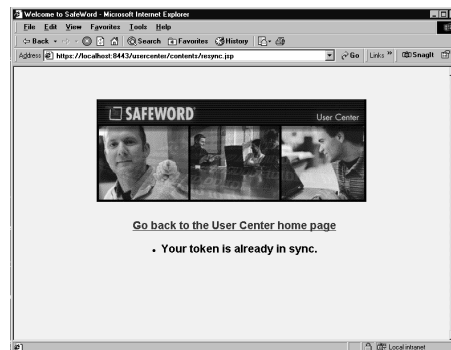 Welcome to SafeWord - Microsoft Internet Explorer
File Edit View Favorites Tools Help
Back Search Favorites History
Address https://localhost:8443/usercenter/contents/resync.jsp Go Links » SnagIt
SAFEWORD
User Center
Go back to the User Center home page
• Your token is already in sync.
Local intranet